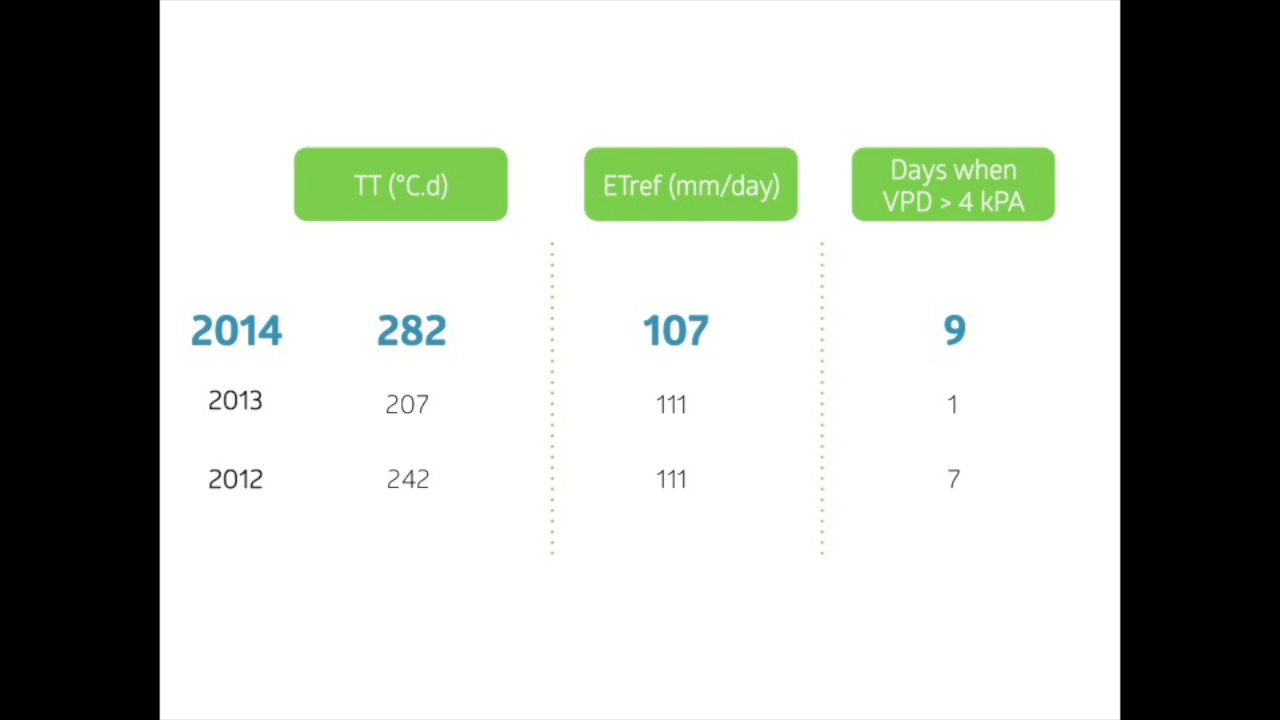 TT (°C.d) ETref (mm/day) Days when
VPD > 4 kPA
2014 282 107 9
2013 207 111 1
2012 242 111 7